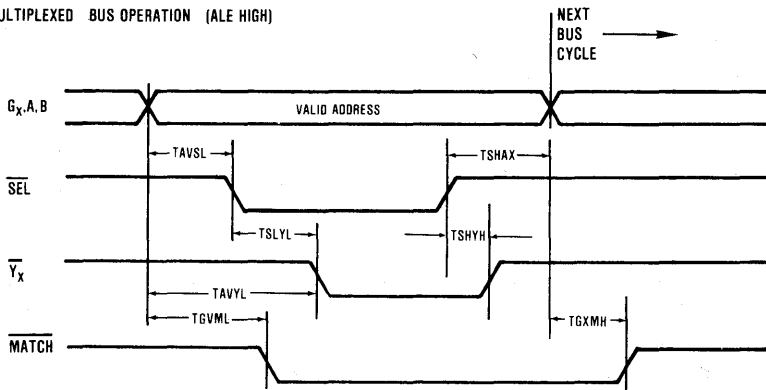 ULTIPLEXED BUS OPERATION (ALE HIGH)
NEXT
BUS
CYCLE
GX,A,B
VALID ADDRESS
TAVSL
TSHAX
SEL
TSLYL
TSHYH
YX
TAVYL
TGVML
TGXMH
MATCH